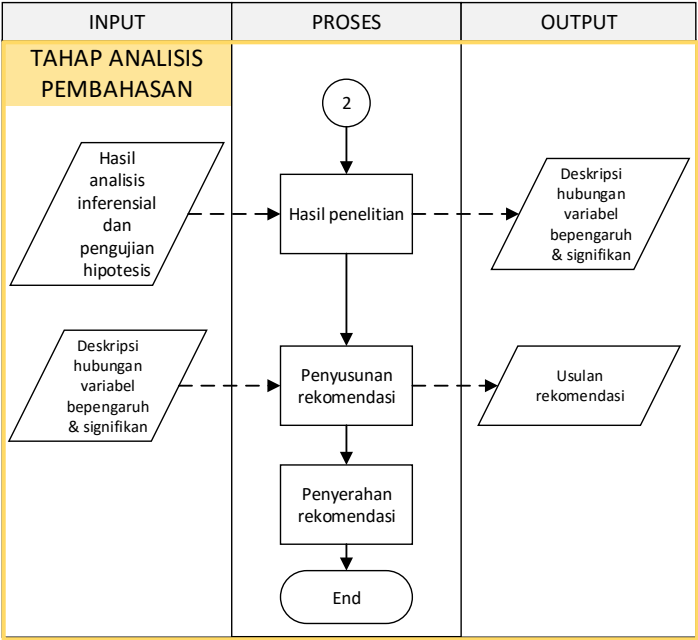 INPUT
PROSES
OUTPUT
TAHAP ANALISIS
PEMBAHASAN
2
Hasil
analisis
inferensial
dan
pengujian
hipotesis
Hasil penelitian
Deskripsi
hubungan
variabel
bepengaruh
& signifikan
Deskripsi
hubungan
variabel
bepengaruh
& signifikan
Penyusunan
rekomendasi
Usulan
rekomendasi
Penyerahan
rekomendasi
End